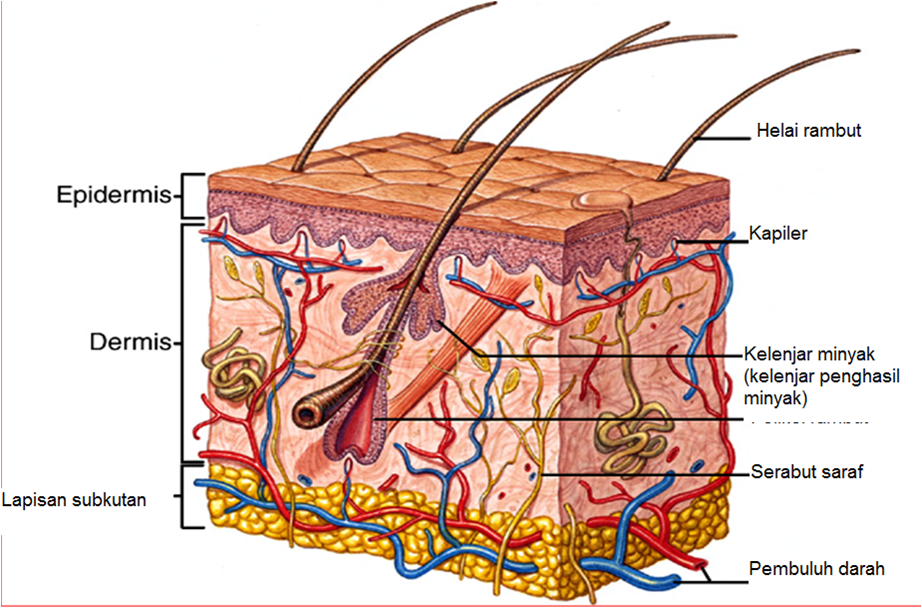 Helai rambut
Epidermis
Kapiler
Dermis
Kelenjar minyak
(kelenjar penghasil
minyak)
Serabut saraf
Lapisan subkutan
Pembuluh darah